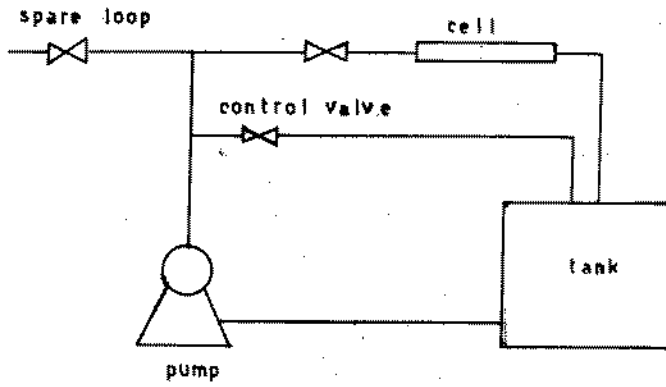 spare loop
cell
control valve
tank
pump